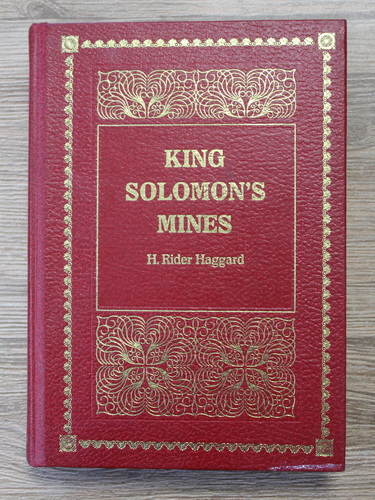 KING
SOLOMON'S
MINES
H. Rider Haggard